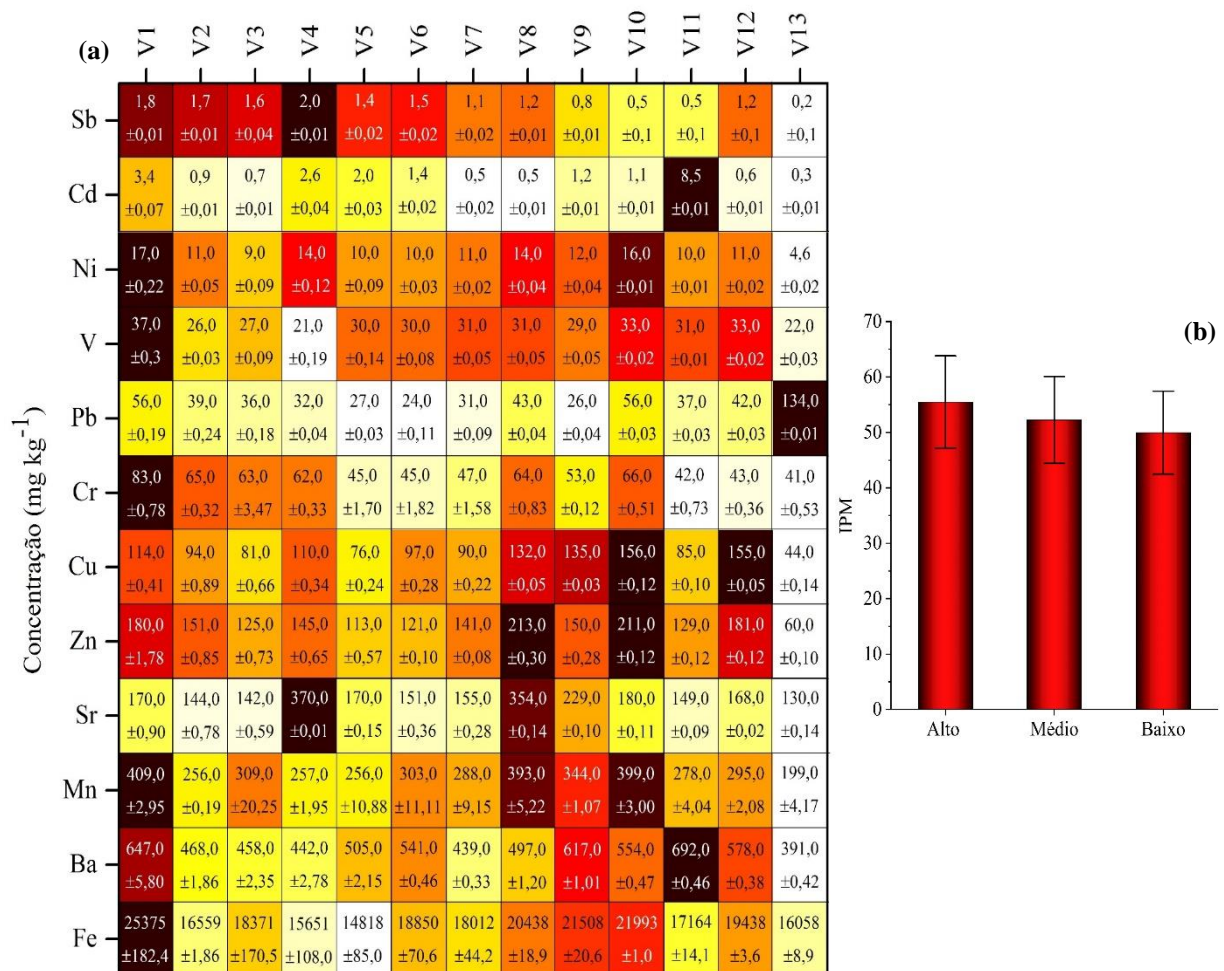 (a) V1 V2 V3 V4 V5 V6 V7 V8 V9 V10 V11 V12 V13
Concentração (mg kg-1)
Sb 1,8 1,7 1,6 2,0 1,4 1,5 1,1 1,2 0,8 0,5 0,5 1,2 0,2
±0,01 ±0,01 ±0,04 ±0,01 ±0,02 ±0,02 ±0,02 ±0,01 ±0,01 ±0,1 ±0,1 ±0,1 ±0,1
Cd 3,4 0,9 0,7 2,6 2,0 1,4 0,5 0,5 1,2 1,1 8,5 0,6 0,3
±0,07 ±0,01 ±0,01 ±0,04 ±0,03 ±0,02 ±0,02 ±0,01 ±0,01 ±0,01 ±0,01 ±0,01 ±0,01
Ni 17,0 11,0 9,0 14,0 10,0 10,0 11,0 14,0 12,0 16,0 10,0 11,0 4,6
±0,22 ±0,05 ±0,09 ±0,12 ±0,09 ±0,03 ±0,02 ±0,04 ±0,04 ±0,01 ±0,01 ±0,02 ±0,02
V 37,0 26,0 27,0 21,0 30,0 30,0 31,0 31,0 29,0 33,0 31,0 33,0 22,0
±0,3 ±0,03 ±0,09 ±0,19 ±0,14 ±0,08 ±0,05 ±0,05 ±0,05 ±0,02 ±0,01 ±0,02 ±0,03
Pb 56,0 39,0 36,0 32,0 27,0 24,0 31,0 43,0 26,0 56,0 37,0 42,0 134,0
±0,19 ±0,24 ±0,18 ±0,04 ±0,03 ±0,11 ±0,09 ±0,04 ±0,04 ±0,03 ±0,03 ±0,03 ±0,01
Cr 83,0 65,0 63,0 62,0 45,0 45,0 47,0 64,0 53,0 66,0 42,0 43,0 41,0
±0,78 ±0,32 ±3,47 ±0,33 ±1,70 ±1,82 ±1,58 ±0,83 ±0,12 ±0,51 ±0,73 ±0,36 ±0,53
Cu 114,0 94,0 81,0 110,0 76,0 97,0 90,0 132,0 135,0 156,0 85,0 155,0 44,0
±0,41 ±0,89 ±0,66 ±0,34 ±0,24 ±0,28 ±0,22 ±0,05 ±0,03 ±0,12 ±0,10 ±0,05 ±0,14
Zn 180,0 151,0 125,0 145,0 113,0 121,0 141,0 213,0 150,0 211,0 129,0 181,0 60,0
±1,78 ±0,85 ±0,73 ±0,65 ±0,57 ±0,10 ±0,08 ±0,30 ±0,28 ±0,12 ±0,12 ±0,12 ±0,10
Sr 170,0 144,0 142,0 370,0 170,0 151,0 155,0 354,0 229,0 180,0 149,0 168,0 130,0
±0,90 ±0,78 ±0,59 ±0,01 ±0,15 ±0,36 ±0,28 ±0,14 ±0,10 ±0,11 ±0,09 ±0,02 ±0,14
Mn 409,0 256,0 309,0 257,0 256,0 303,0 288,0 393,0 344,0 399,0 278,0 295,0 199,0
±2,95 ±0,19 ±20,25 ±1,95 ±10,88 ±11,11 ±9,15 ±5,22 ±1,07 ±3,00 ±4,04 ±2,08 ±4,17
Ba 647,0 468,0 458,0 442,0 505,0 541,0 439,0 497,0 617,0 554,0 692,0 578,0 391,0
±5,80 ±1,86 ±2,35 ±2,78 ±2,15 ±0,46 ±0,33 ±1,20 ±1,01 ±0,47 ±0,46 ±0,38 ±0,42
Fe 25375 16559 18371 15651 14818 18850 18012 20438 21508 21993 17164 19438 16058
±182,4 ±1,86 ±170,5 ±108,0 ±85,0 ±70,6 ±44,2 ±18,9 ±20,6 ±1,0 ±14,1 ±3,6 ±8,9
(b)
IPM
70
60
50
40
30
20
10
0
Alto Médio Baixo